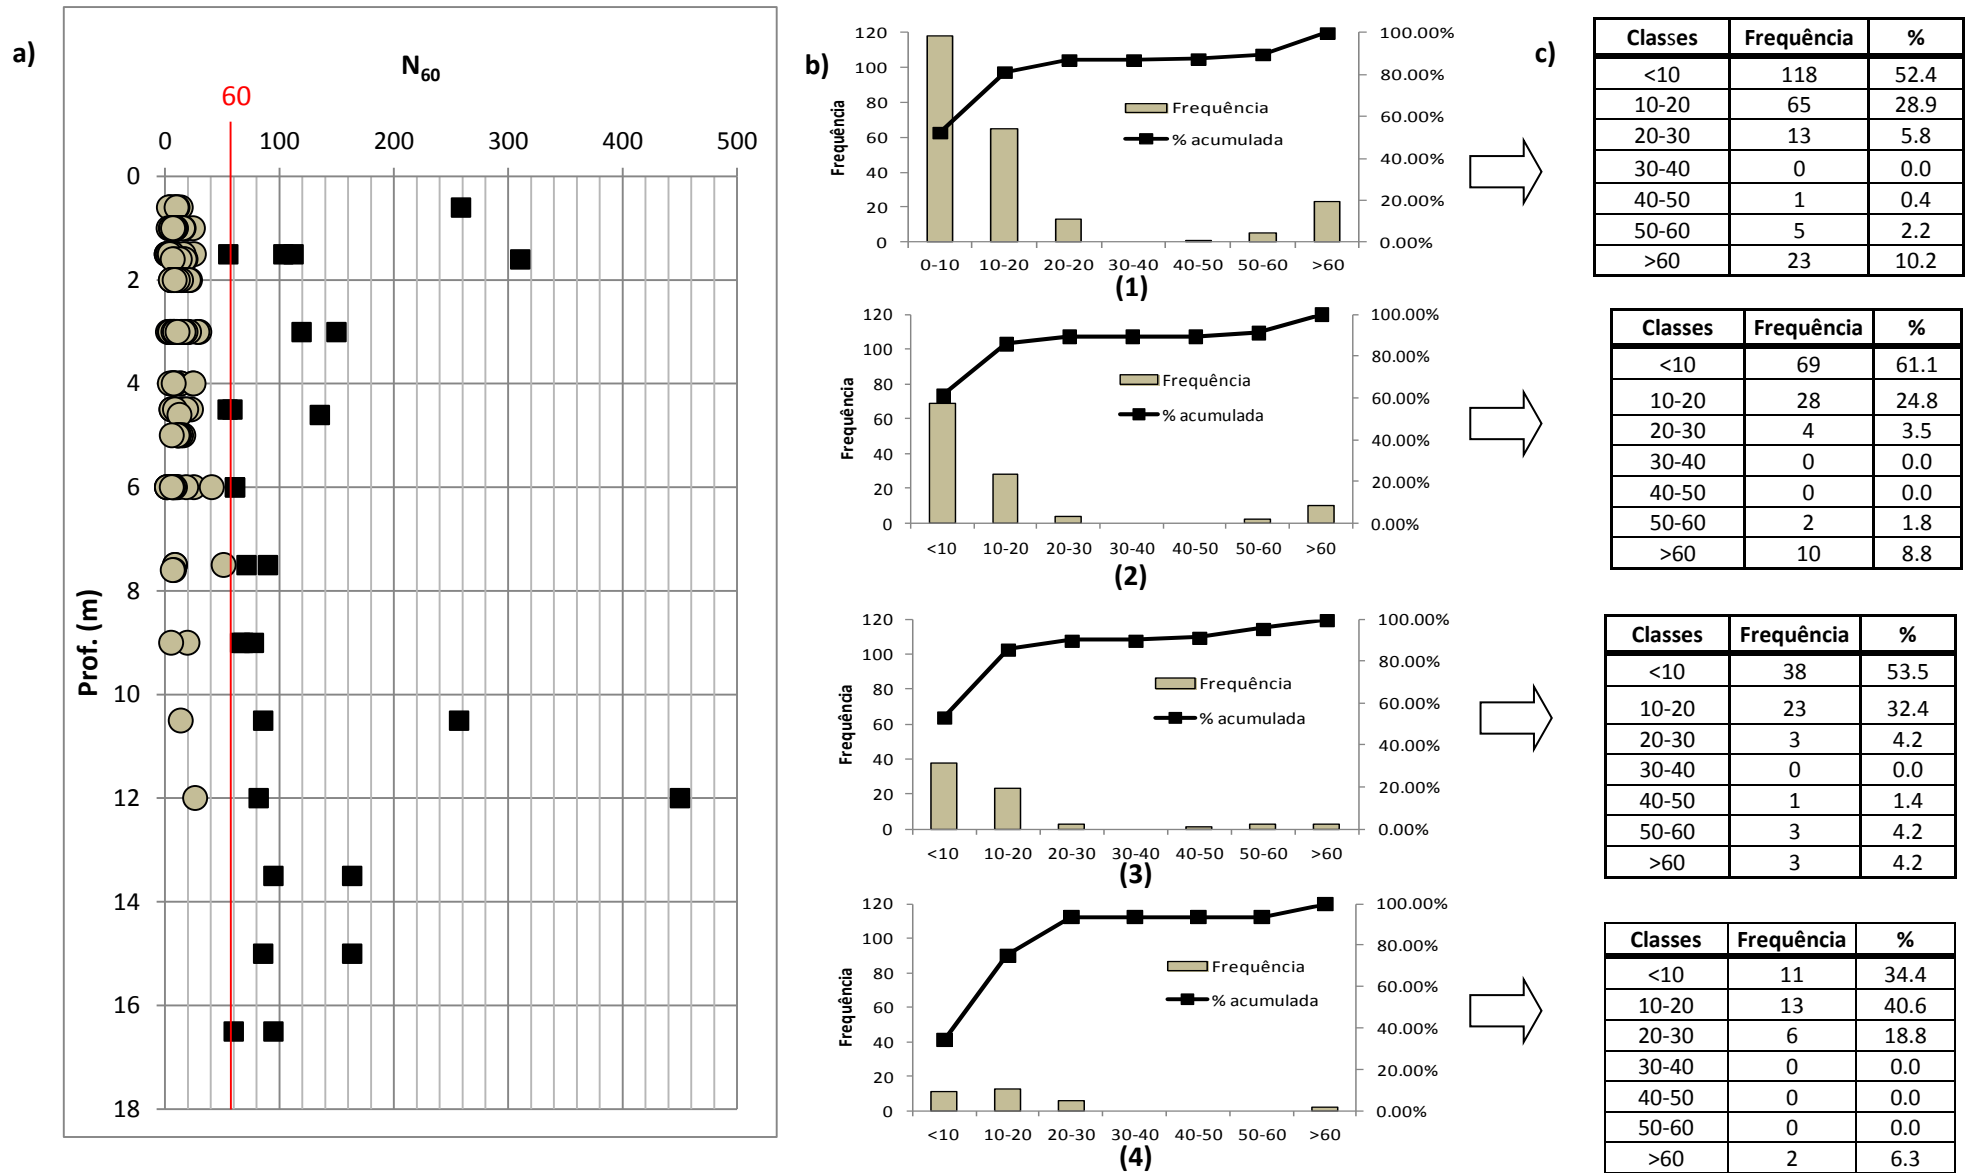 a)
N60
60
0 100 200 300 400 500
0
2
4
6
8
10
12
14
16
18
Prof. (m)
b)
120
100
80
60
40
20
0
Frequência
100.00%
80.00%
60.00%
40.00%
20.00%
0.00%
Frequência
% acumulada
0-10 10-20 20-20 30-40 40-50 50-60 >60
(1)
120
100
80
60
40
20
0
Frequência
100.00%
80.00%
60.00%
40.00%
20.00%
0.00%
Frequência
% acumulada
<10 10-20 20-30 30-40 40-50 50-60 >60
(2)
120
100
80
60
40
20
0
Frequência
100.00%
80.00%
60.00%
40.00%
20.00%
0.00%
Frequência
% acumulada
<10 10-20 20-30 30-40 40-50 50-60 >60
(3)
120
100
80
60
40
20
0
Frequência
100.00%
80.00%
60.00%
40.00%
20.00%
0.00%
Frequência
% acumulada
<10 10-20 20-30 30-40 40-50 50-60 >60
(4)
c)
Classes Frequência %
<10 118 52.4
10-20 65 28.9
20-30 13 5.8
30-40 0 0.0
40-50 1 0.4
50-60 5 2.2
>60 23 10.2
Classes Frequência %
<10 69 61.1
10-20 28 24.8
20-30 4 3.5
30-40 0 0.0
40-50 0 0.0
50-60 2 1.8
>60 10 8.8
Classes Frequência %
<10 38 53.5
10-20 23 32.4
20-30 3 4.2
30-40 0 0.0
40-50 1 1.4
50-60 3 4.2
>60 3 4.2
Classes Frequência %
<10 11 34.4
10-20 13 40.6
20-30 6 18.8
30-40 0 0.0
40-50 0 0.0
50-60 0 0.0
>60 2 6.3